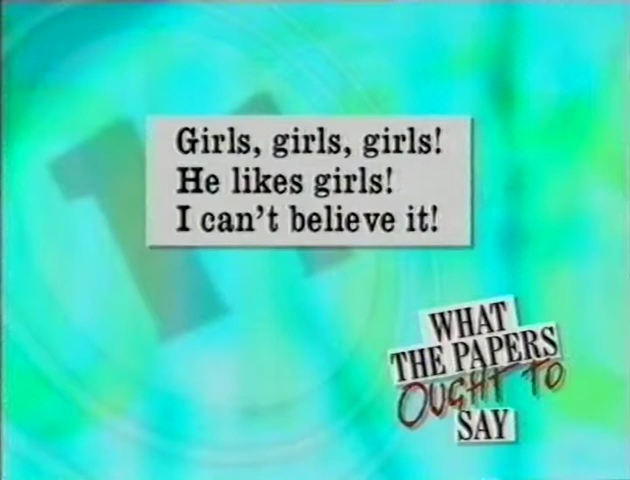 Girls, girls, girls!
He likes girls!
I can't believe it!
WHAT
THE PAPERS
OUGHT TO
SAY